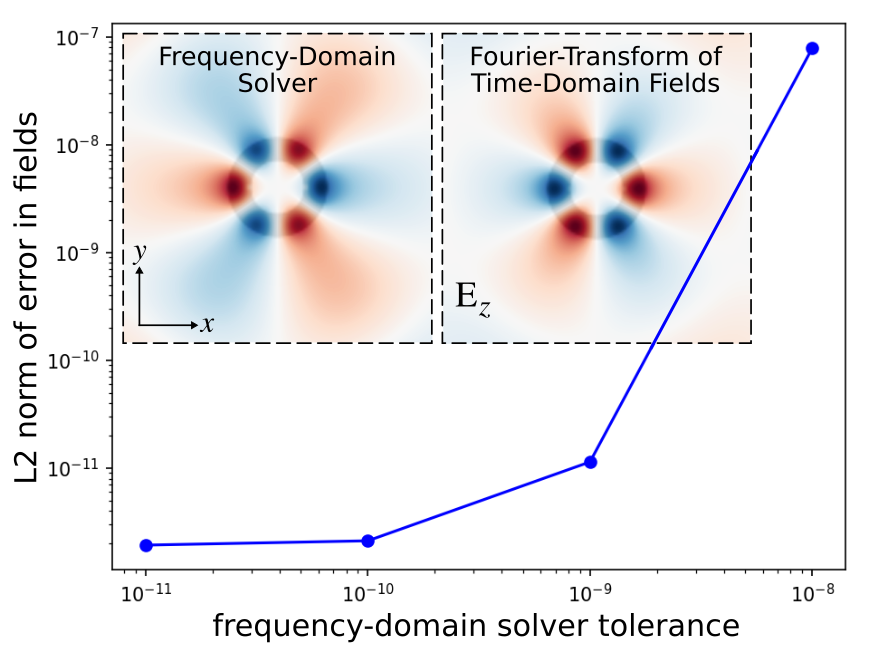 L2 norm of error in fields
10⁻⁷
10⁻⁸
10⁻⁹
10⁻¹⁰
10⁻¹¹
Frequency-Domain
Solver
y
x
Fourier-Transform of
Time-Domain Fields
E_z
10⁻¹¹ 10⁻¹⁰ 10⁻⁹ 10⁻⁸
frequency-domain solver tolerance